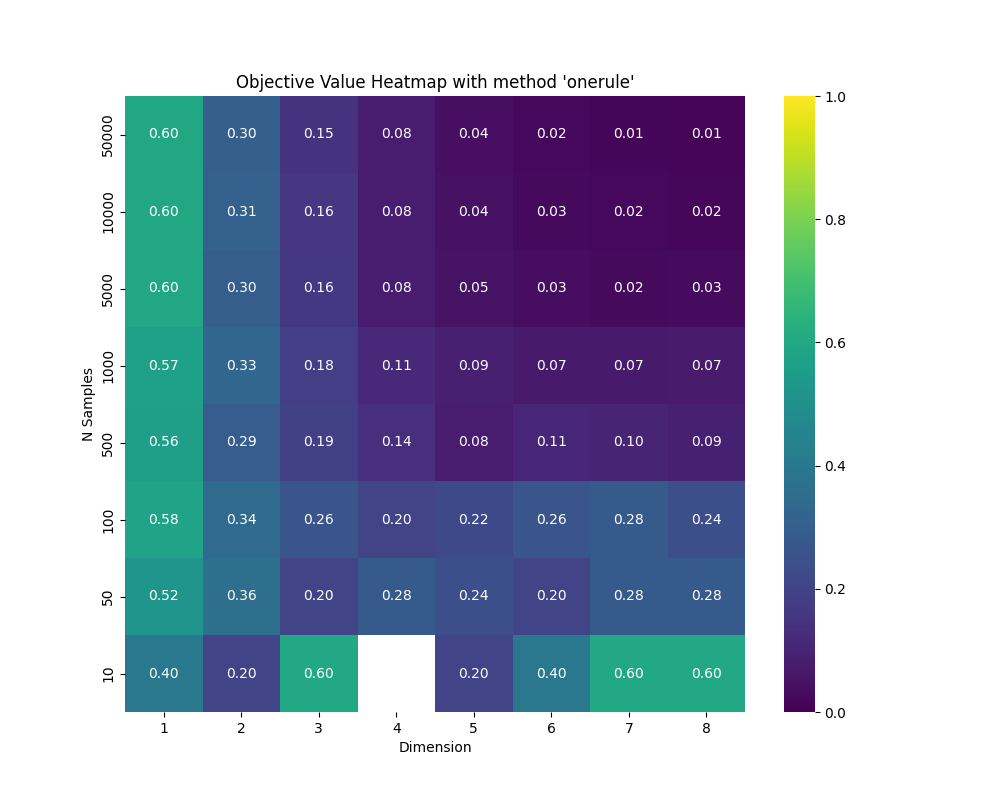 Objective Value Heatmap with method 'onerule'
N Samples
50000 0.60 0.30 0.15 0.08 0.04 0.02 0.01 0.01
10000 0.60 0.31 0.16 0.08 0.04 0.03 0.02 0.02
5000 0.60 0.30 0.16 0.08 0.05 0.03 0.02 0.03
1000 0.57 0.33 0.18 0.11 0.09 0.07 0.07 0.07
500 0.56 0.29 0.19 0.14 0.08 0.11 0.10 0.09
100 0.58 0.34 0.26 0.20 0.22 0.26 0.28 0.24
50 0.52 0.36 0.20 0.28 0.24 0.20 0.28 0.28
10 0.40 0.20 0.60 0.20 0.40 0.60 0.60
1 2 3 4 5 6 7 8
Dimension
1.0
0.8
0.6
0.4
0.2
0.0